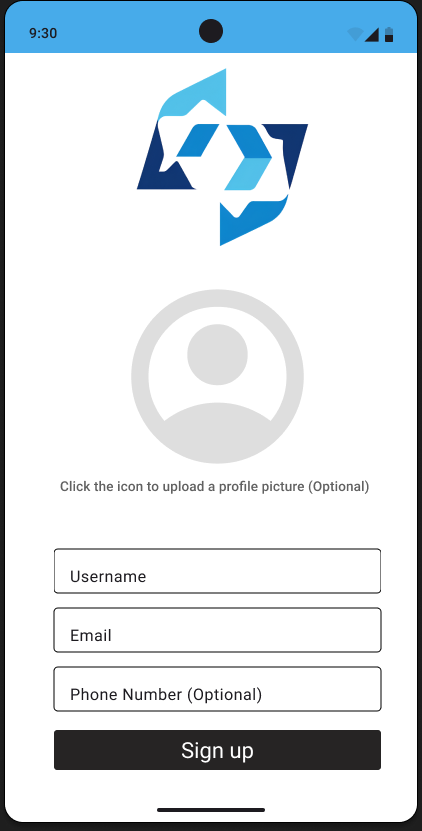 9:30
Click the icon to upload a profile picture (Optional)
Username
Email
Phone Number (Optional)
Sign up